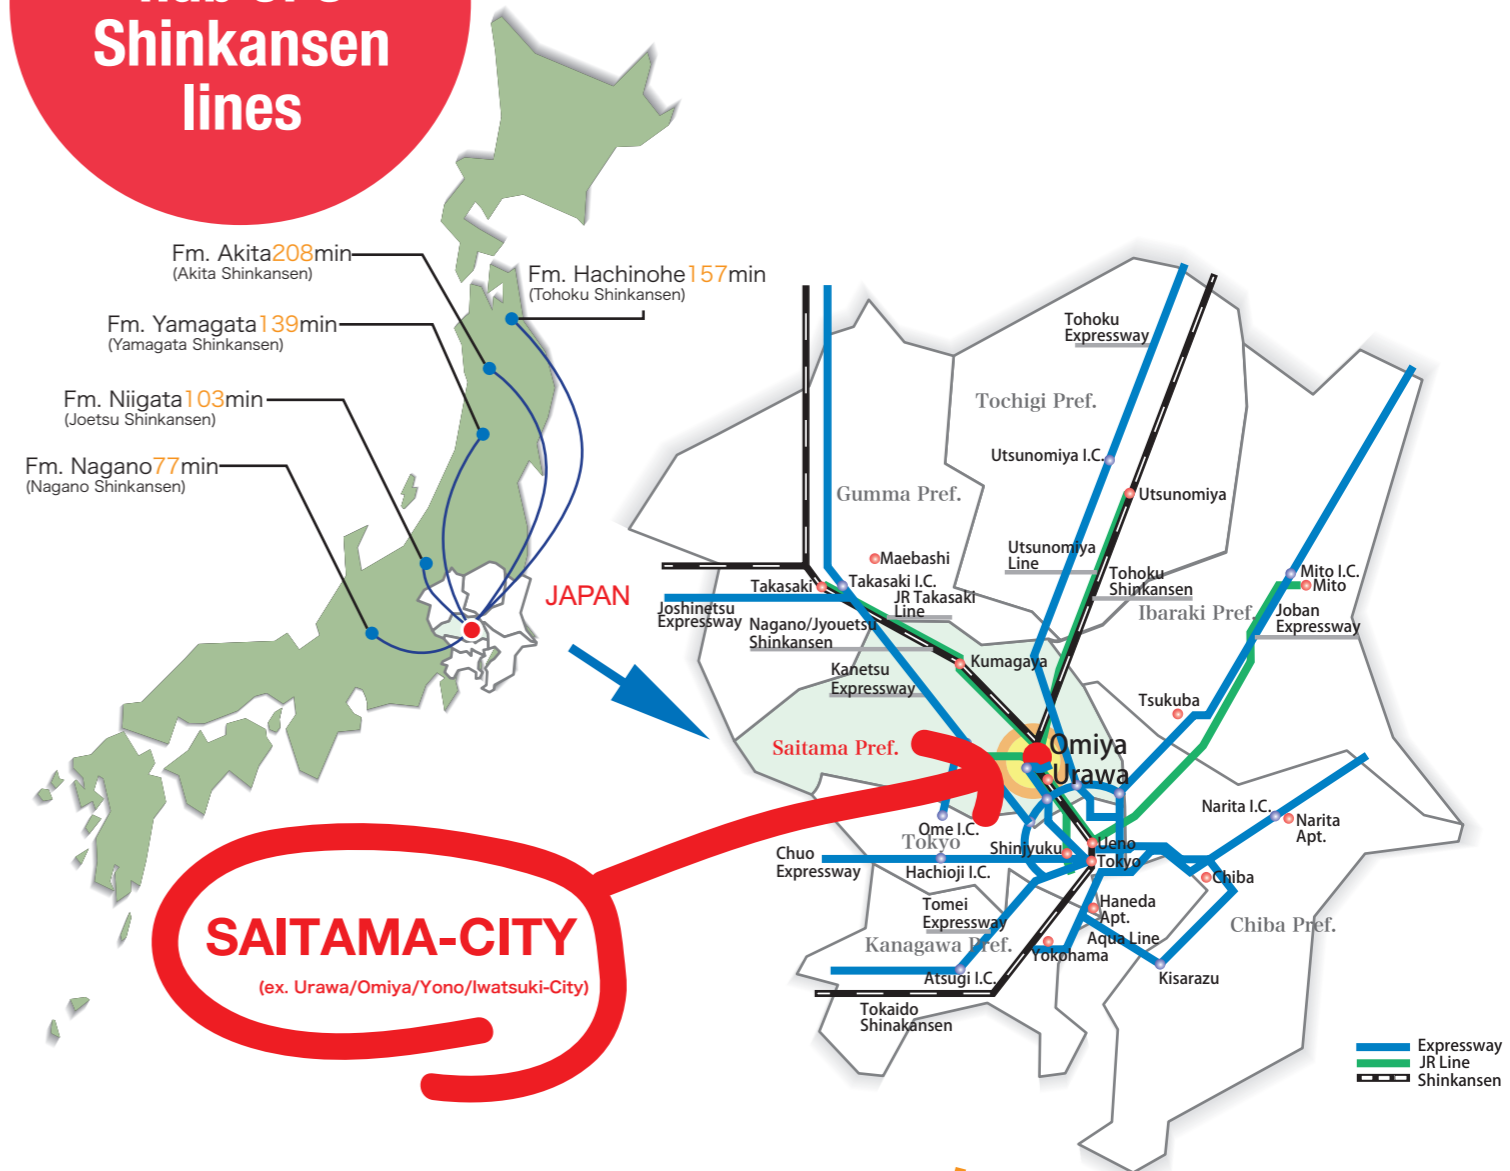 Shinkansen
lines
Fm. Akita208min
(Akita Shinkansen)
Fm. Hachinohe157min
(Tohoku Shinkansen)
Fm. Yamagata139min
(Yamagata Shinkansen)
Fm. Niigata103min
(Joetsu Shinkansen)
Fm. Nagano77min
(Nagano Shinkansen)
JAPAN
Tohoku
Expressway
Tochigi Pref.
Utsunomiya I.C.
Utsunomiya
Gumma Pref.
Maebashi
Utsunomiya
Line
Tohoku
Shinkansen
Takasaki
Takasaki I.C.
JR Takasaki
Line
Joshinetsu
Expressway
Nagano/Jyouetsu
Shinkansen
Ibaraki Pref.
Mito I.C.
Mito
Joban
Expressway
Kumagaya
Kanetsu
Expressway
Tsukuba
Saitama Pref.
Omiya
Urawa
Narita I.C.
Narita
Apt.
Ome I.C.
Tokyo
Shinjyuku
Ueno
Tokyo
Chuo
Expressway
Hachioji I.C.
Chiba
Tomei
Expressway
Haneda
Apt.
Aqua Line
Chiba Pref.
Kanagawa Pref.
Yokohama
Atsugi I.C.
Kisarazu
Tokaido
Shinakansen
SAITAMA-CITY
(ex. Urawa/Omiya/Yono/Iwatsuki-City)
Expressway
JR Line
Shinkansen